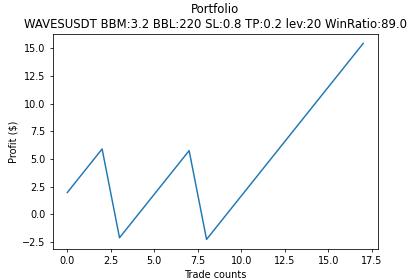 Portfolio
WAVESUSDT BBM:3.2 BBL:220 SL:0.8 TP:0.2 lev:20 WinRatio:89.0
15.0
12.5
10.0
7.5
5.0
2.5
0.0
−2.5
Profit ($)
0.0 2.5 5.0 7.5 10.0 12.5 15.0 17.5
Trade counts